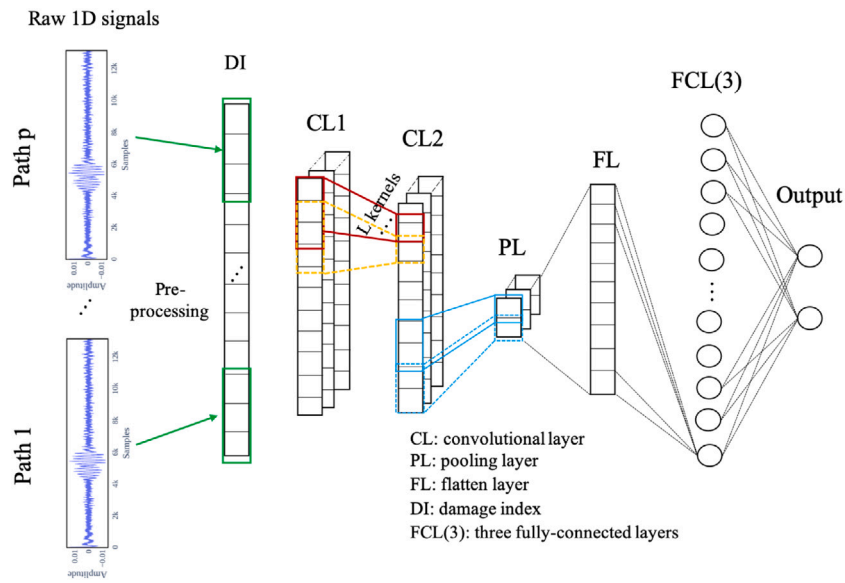 Raw 1D signals
DI
FCL(3)
CL1
CL2
FL
Output
PL
L kernels
Path p
12k
10k
8k
6k
4k
2k
0
Samples
0.01
0
-0.01
Amplitude
Pre-
processing
Path 1
12k
10k
8k
6k
4k
2k
0
Samples
0.01
0
-0.01
Amplitude
CL: convolutional layer
PL: pooling layer
FL: flatten layer
DI: damage index
FCL(3): three fully-connected layers